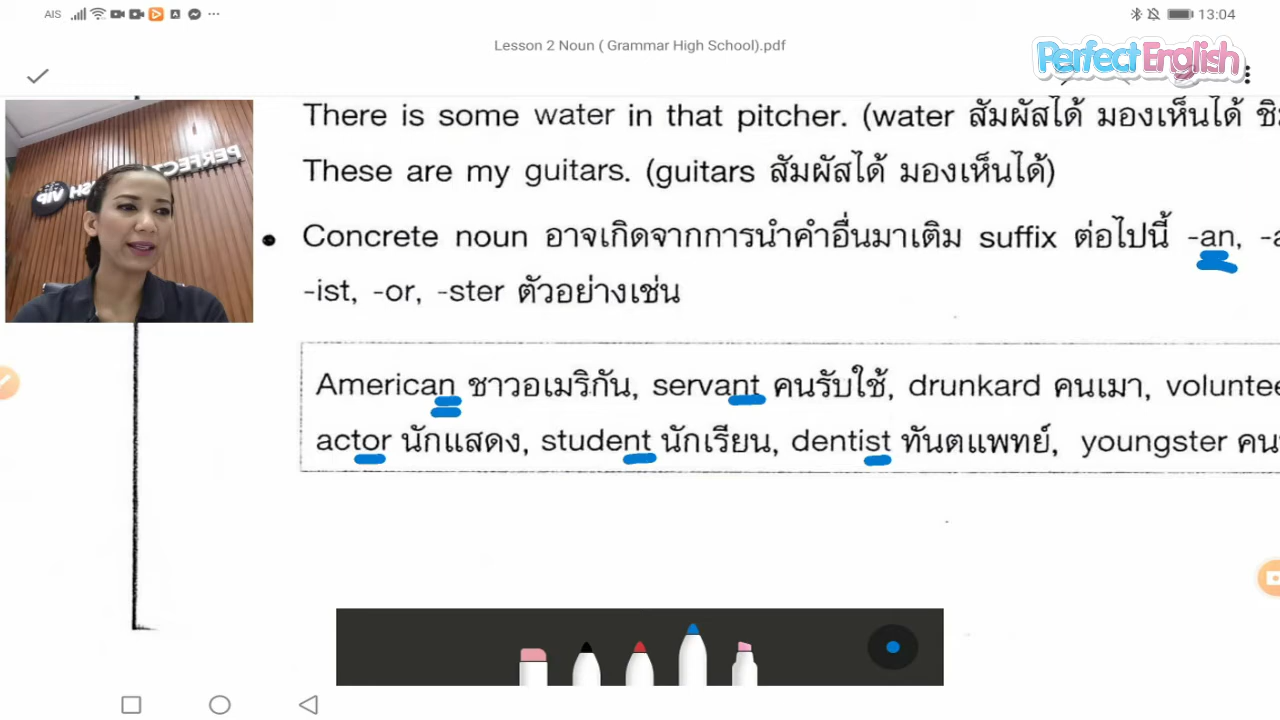 AIS 13:04
Lesson 2 Noun ( Grammar High School).pdf
Perfect English
There is some water in that pitcher. (water สัมผัสได้ มองเห็นได้
These are my guitars. (guitars สัมผัสได้ มองเห็นได้)
Concrete noun อาจเกิดจากการนำคำอื่นมาเติม suffix ต่อไปนี้ -an,
-ist, -or, -ster ตัวอย่างเช่น
American ชาวอเมริกัน, servant คนรับใช้, drunkard คนเมา,
actor นักแสดง, student นักเรียน, dentist ทันตแพทย์, youngster
VIP